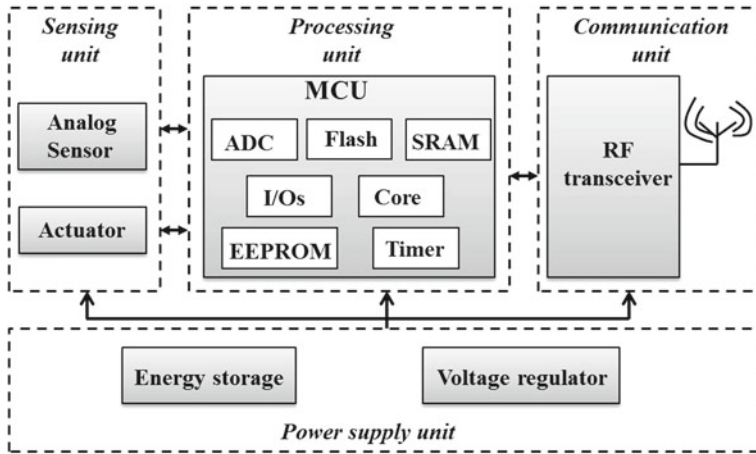 Sensing
unit
Processing
unit
Communication
unit
Analog
Sensor
Actuator
MCU
ADC
Flash
SRAM
I/Os
Core
EEPROM
Timer
RF
transceiver
Energy storage
Voltage regulator
Power supply unit